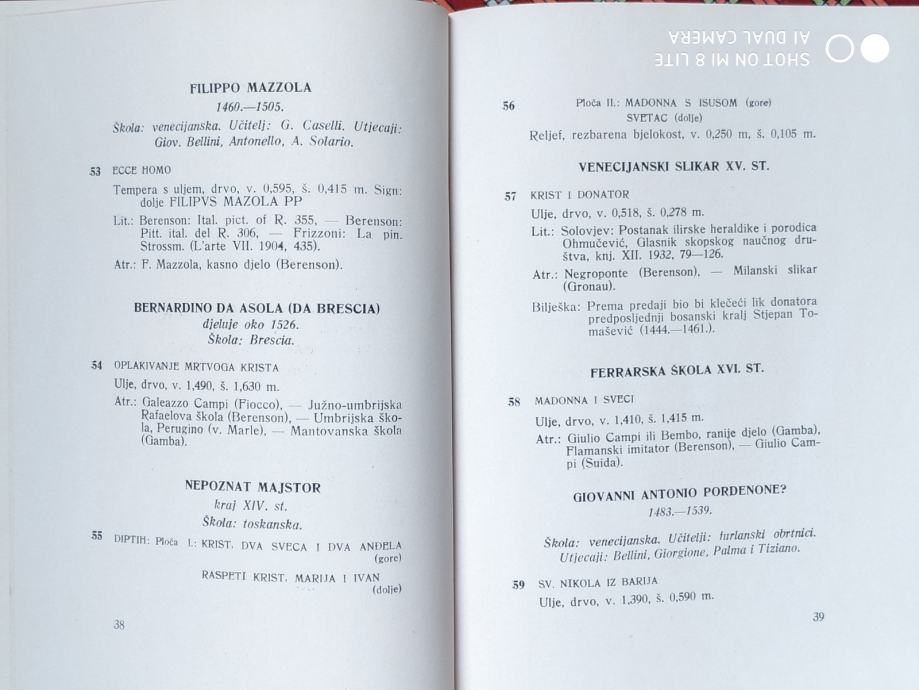 FILIPPO MAZZOLA
1460.—1505.
Škola: venecijanska. Učitelj: G. Caselli. Utjecaji:
Giov. Bellini, Antonello, A. Solario.
53 ECCE HOMO
Tempera s uljem, drvo, v. 0,595, š. 0,415 m. Sign:
dolje FILIPVS MAZOLA PP
Lit.: Berenson: Ital. pict. of R. 355, — Berenson:
Pitt. ital. del R. 306, — Frizzoni: La pin.
Strossm. (L'arte VII. 1904, 435).
Atr.: F. Mazzola, kasno djelo (Berenson).
BERNARDINO DA ASOLA (DA BRESCIA)
djeluje oko 1526.
Škola: Brescia.
54 OPLAKIVANJE MRTVOGA KRISTA
Ulje, drvo, v. 1,490, š. 1,630 m.
Atr.: Galeazzo Campi (Fiocco), — Južno-umbrijska
Rafaelova škola (Berenson), — Umbrijska ško-
la, Perugino (v. Marle), — Mantovanska škola
(Gamba).
NEPOZNAT MAJSTOR
kraj XIV. st.
Škola: toskanska.
55 DIPTIH: Ploča I.: KRIST, DVA SVECA I DVA ANĐELA
(gore)
RASPETI KRIST, MARIJA I IVAN
(dolje)
38
56 Ploča II.: MADONNA S ISUSOM (gore)
SVETAC (dolje)
Reljef, rezbarena bjelokost, v. 0,250 m, š. 0,105 m.
VENECIJANSKI SLIKAR XV. ST.
57 KRIST I DONATOR
Ulje, drvo, v. 0,518, š. 0,278 m.
Lit.: Solovjev: Postanak ilirske heraldike i porodica
Ohmučević, Glasnik skopskog naučnog dru-
štva, knj. XII. 1932, 79—126.
Atr.: Negroponte (Berenson), — Milanski slikar
(Gronau).
Bilješka: Prema predaji bio bi klečeći lik donatora
predposljednji bosanski kralj Stjepan To-
mašević (1444.—1461.).
FERRARSKA ŠKOLA XVI. ST.
58 MADONNA I SVECI
Ulje, drvo, v. 1,410, š. 1,415 m.
Atr.: Giulio Campi ili Bembo, ranije djelo (Gamba),
Flamanski imitator (Berenson), — Giulio Cam-
pi (Suida).
GIOVANNI ANTONIO PORDENONE?
1483.—1539.
Škola: venecijanska. Učitelji: furlanski obrtnici.
Utjecaji: Bellini, Giorgione, Palma i Tiziano.
59 SV. NIKOLA IZ BARIJA
Ulje, drvo, v. 1,390, š. 0,590 m.
39
SHOT ON MI 8 LITE
AI DUAL CAMERA